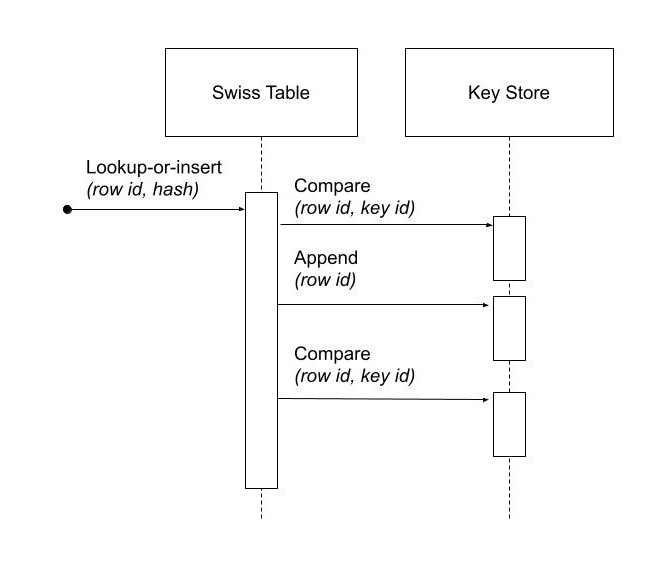 Swiss Table
Key Store
Lookup-or-insert
(row id, hash)
Compare
(row id, key id)
Append
(row id)
Compare
(row id, key id)